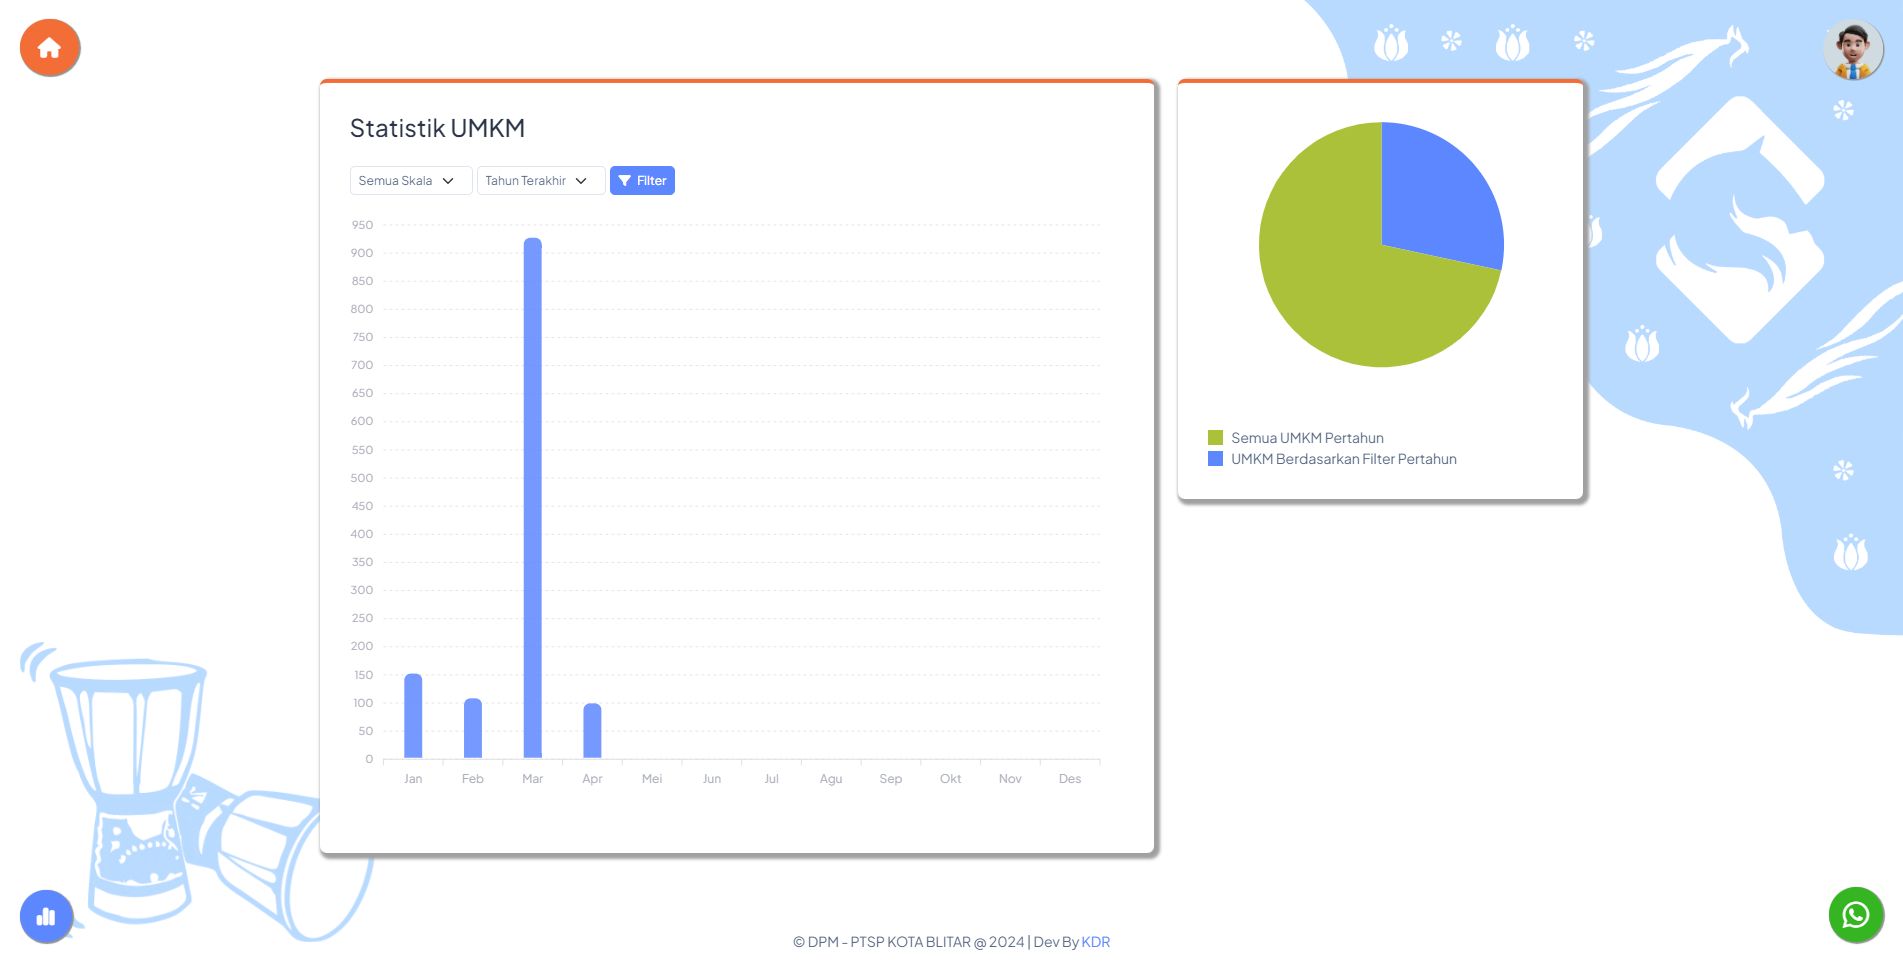 Statistik UMKM
Semua Skala
Tahun Terakhir
Filter
950
900
850
800
750
700
650
600
550
500
450
400
350
300
250
200
150
100
50
0
Jan Feb Mar Apr Mei Jun Jul Agu Sep Okt Nov Des
Semua UMKM Pertahun
UMKM Berdasarkan Filter Pertahun
© DPM - PTSP KOTA BLITAR @ 2024 | Dev By KDR